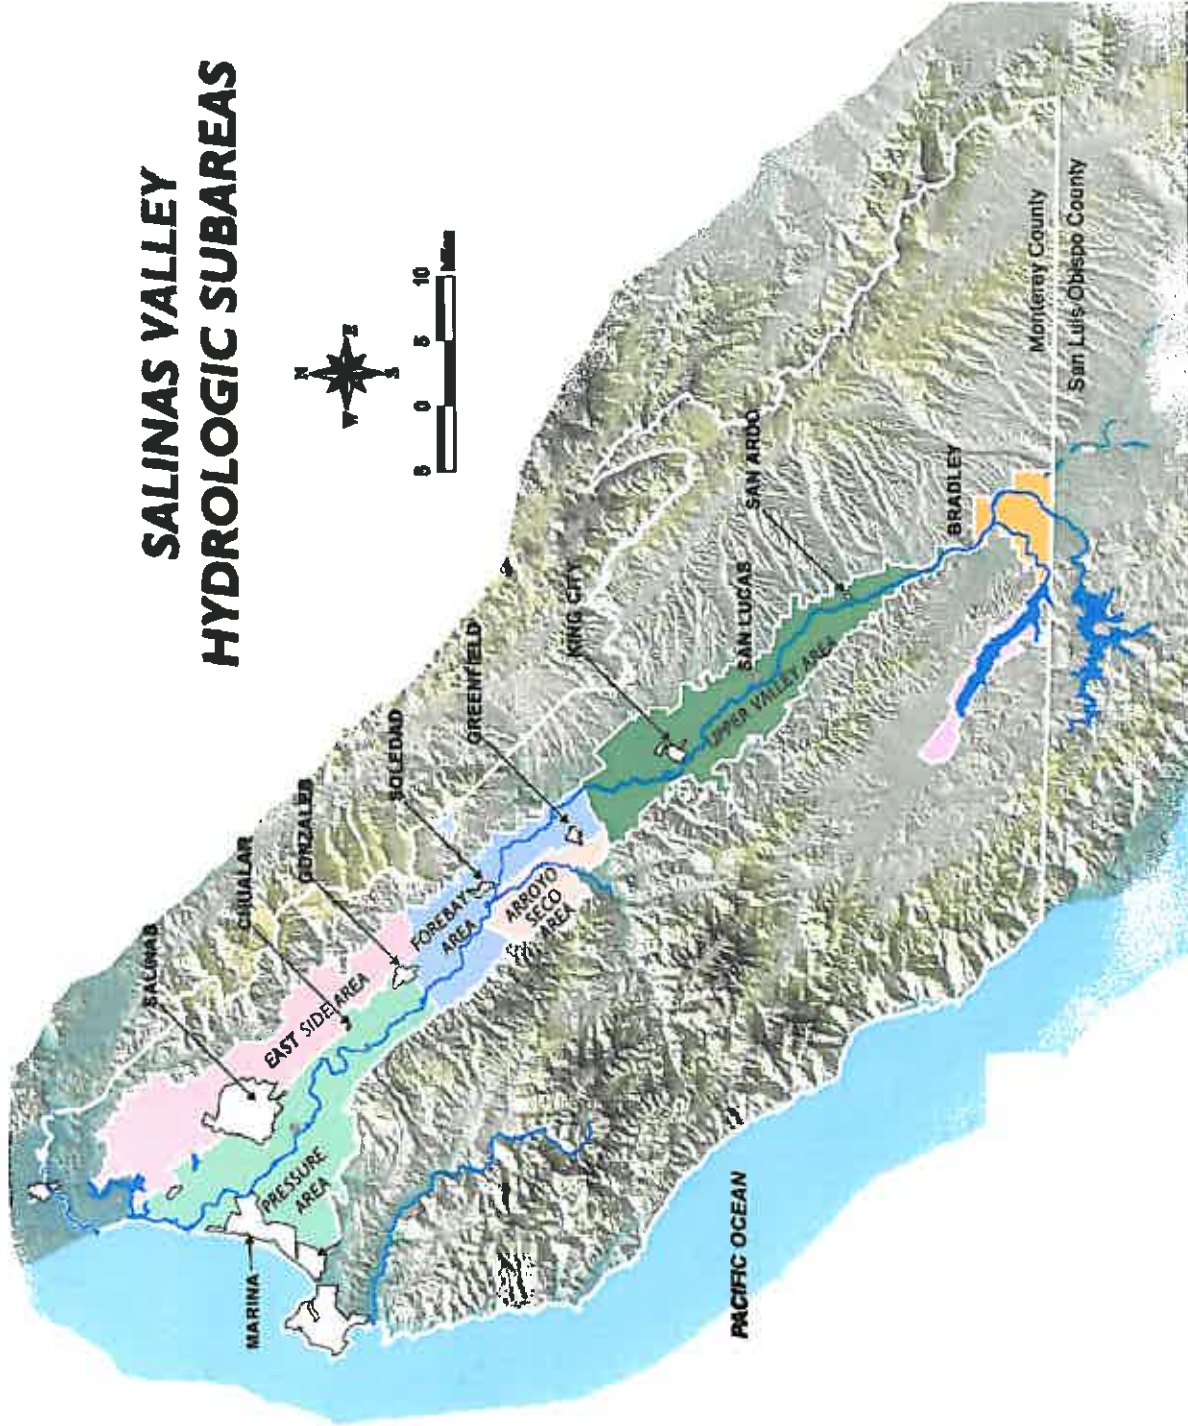 SALINAS VALLEY
HYDROLOGIC SUBAREAS
N
W
E
S
5 0 5 10
Miles
SALINAS
CHUALAR
GONZALES
SOLEDAD
GREENFIELD
KING CITY
SAN LUCAS
SAN ARDO
BRADLEY
Monterey County
San Luis Obispo County
EAST SIDE AREA
FOREBAY
AREA
ARROYO
SECO
AREA
UPPER VALLEY AREA
PRESSURE
AREA
MARINA
PACIFIC OCEAN